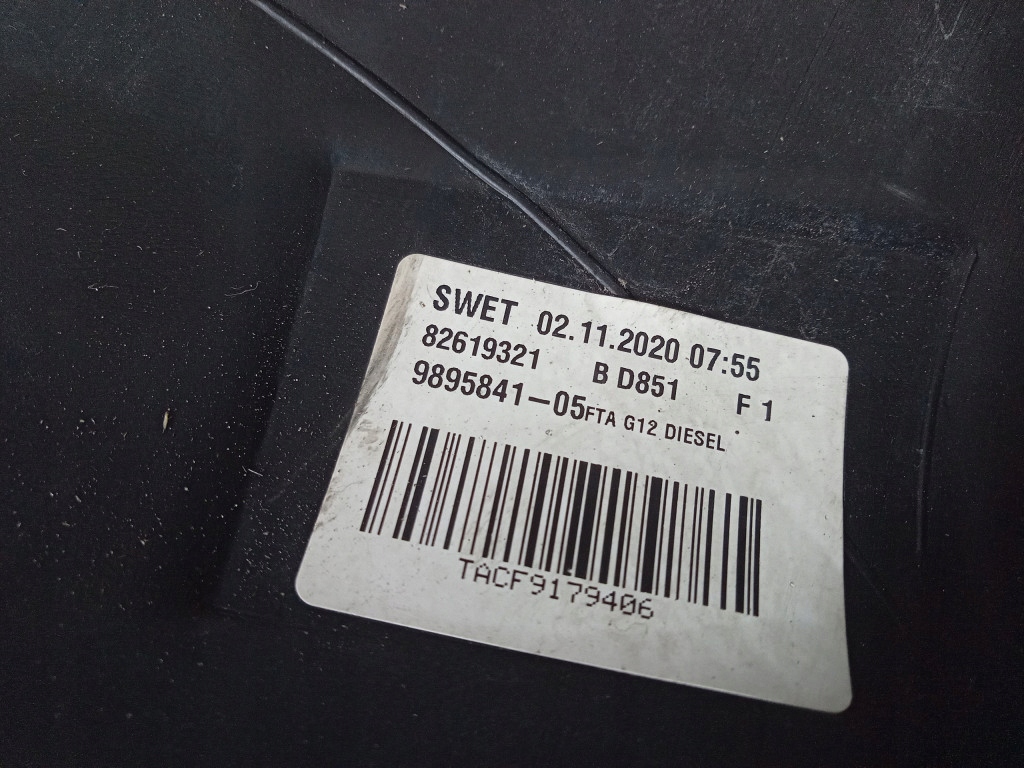 SWET 02.11.2020 07:55
82619321 B D851 F 1
9895841-05FTA G12 DIESEL
TACF9179406